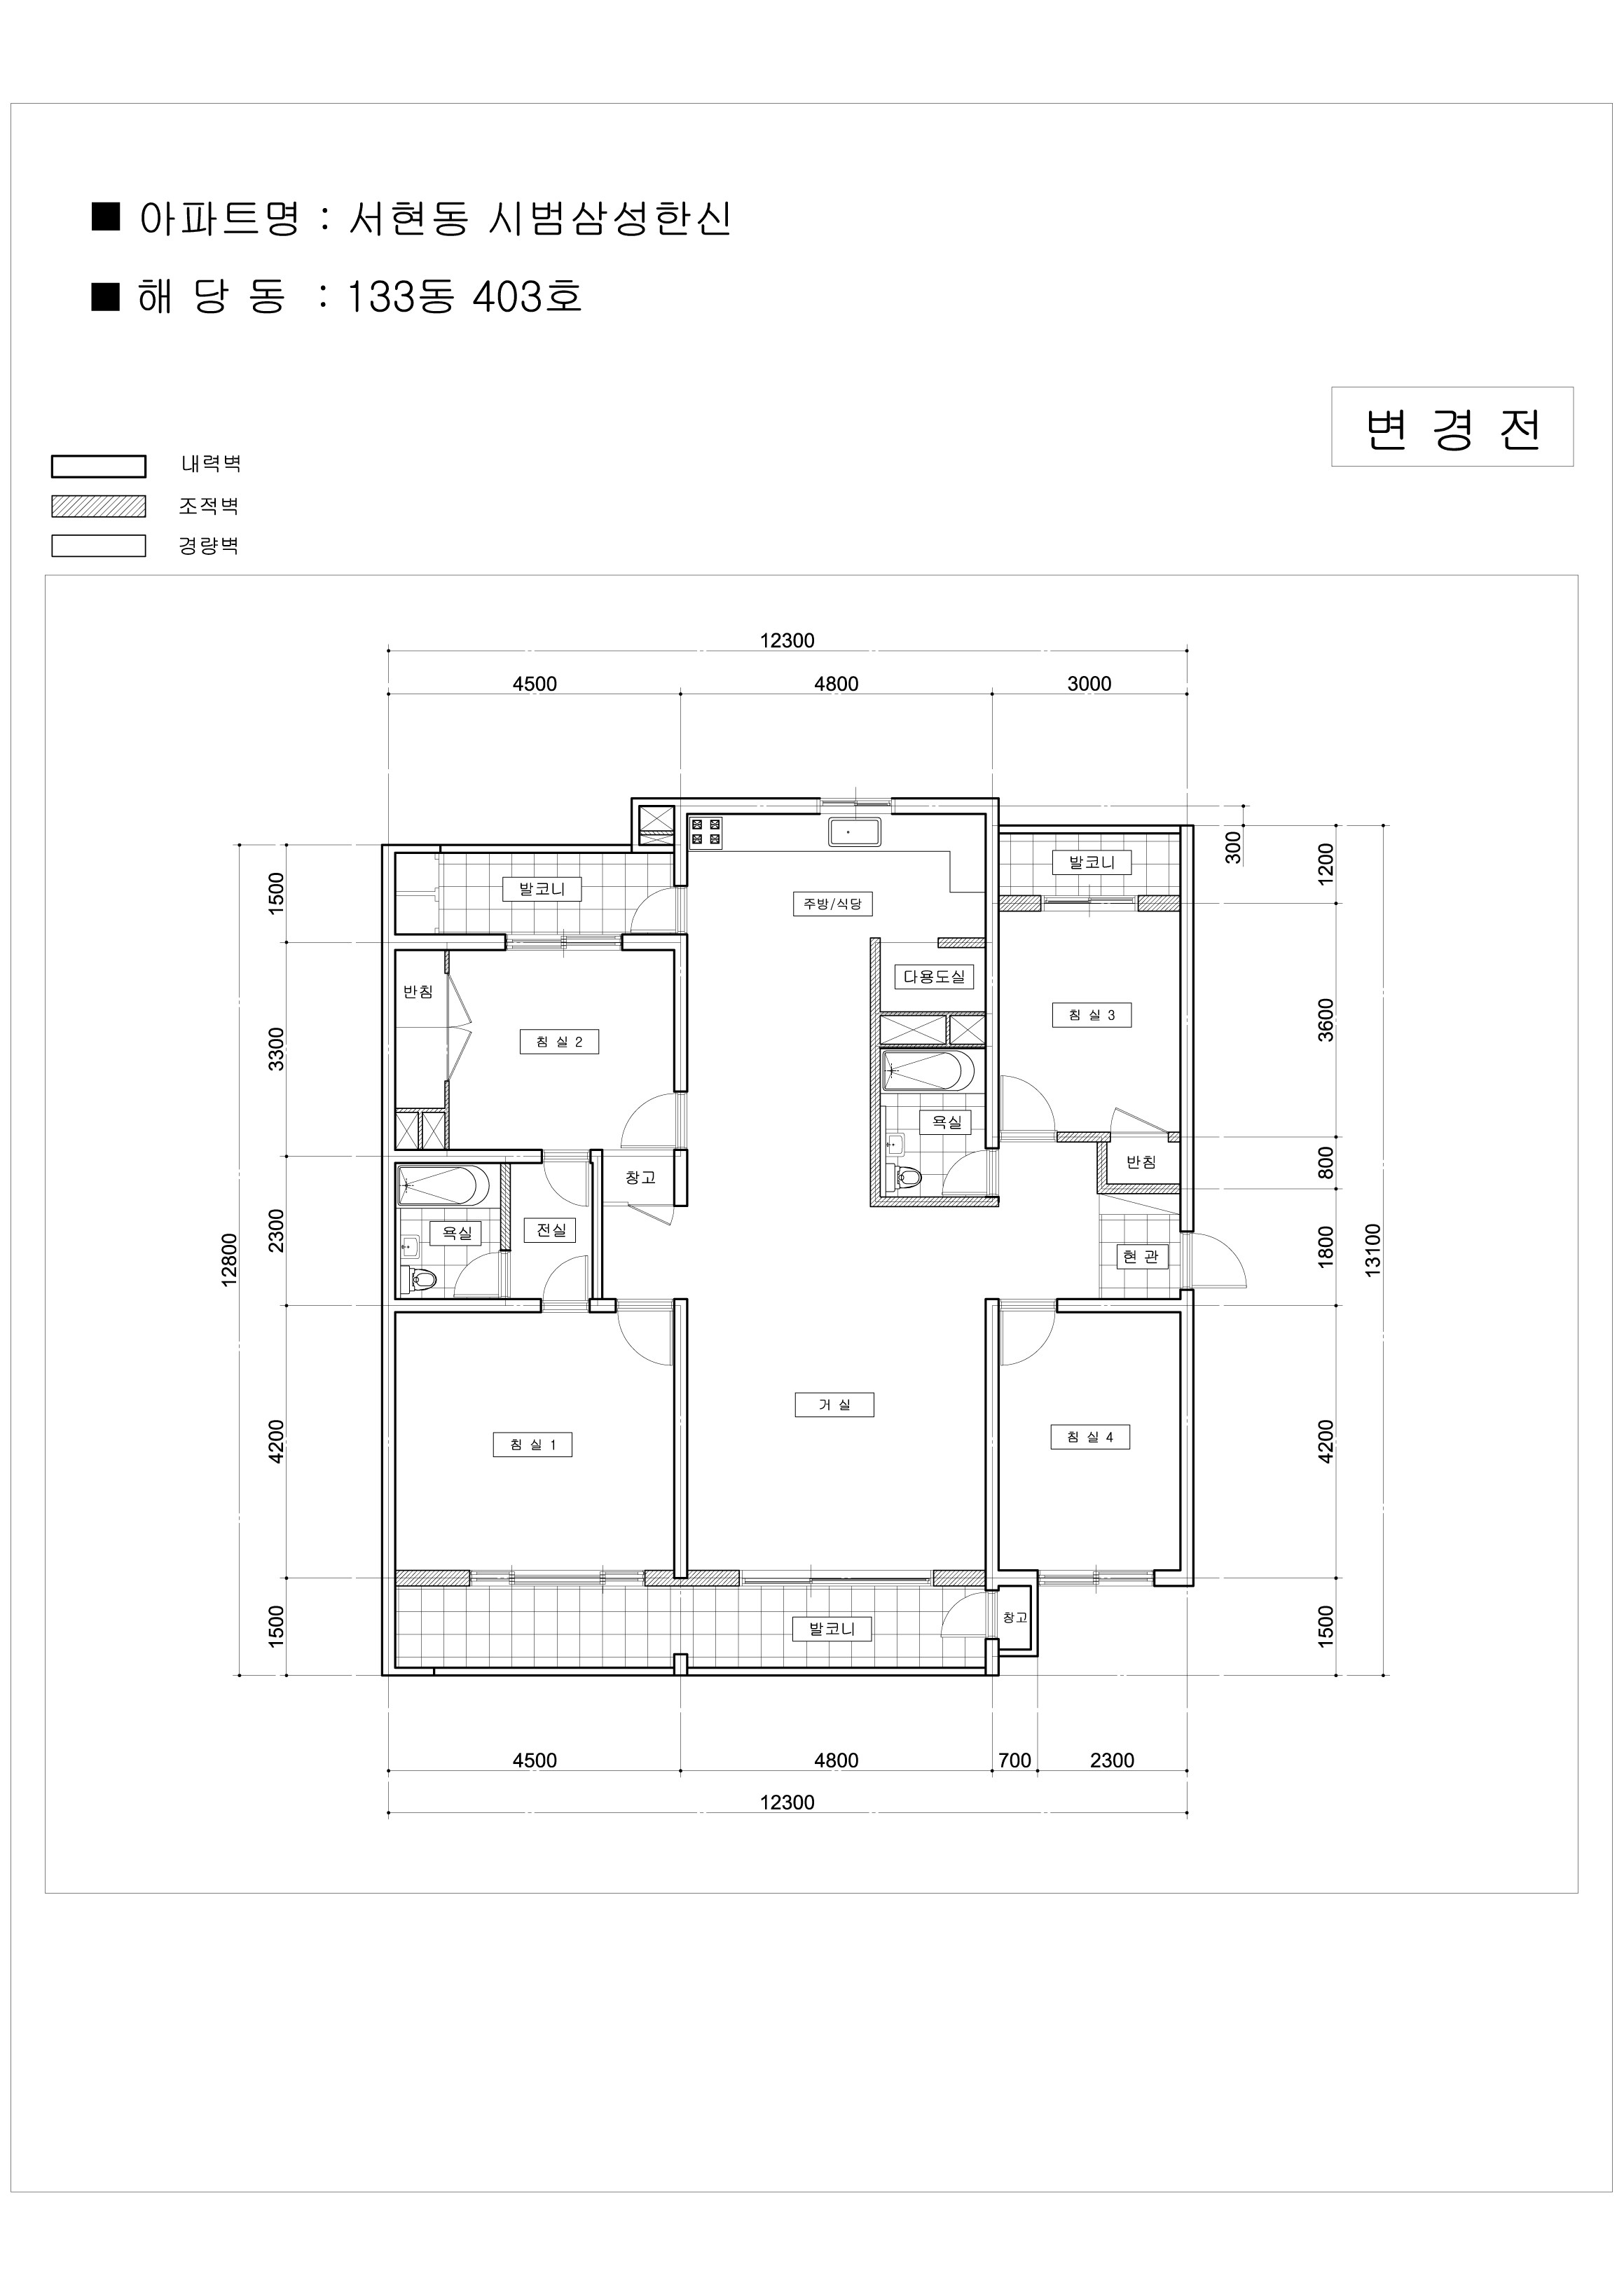 ■ 아파트명 : 서현동 시범삼성한신
■ 해 당 동 : 133동 403호
변 경 전
내력벽
조적벽
경량벽
12300
4500 4800 3000
발코니
발코니
주방/식당
다용도실
반침
침 실 2
침 실 3
욕실
창고
반침
욕실
전실
현 관
거 실
침 실 1
침 실 4
창고
발코니
1500
3300
2300
4200
1500
12800
300
1200
3600
800
1800
4200
1500
13100
4500 4800 700 2300
12300